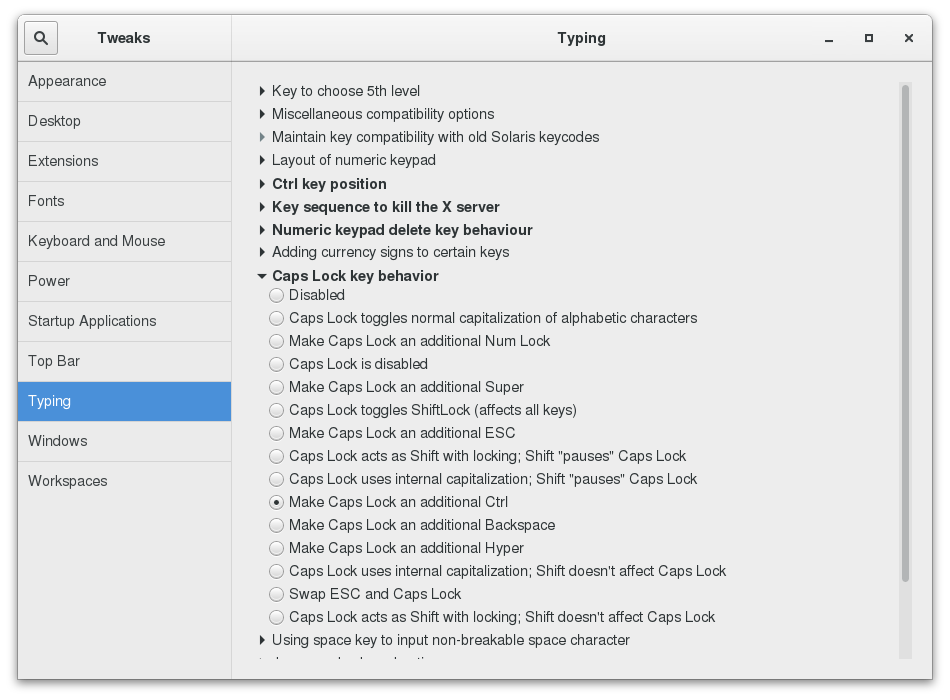 Tweaks
Typing
Appearance
Desktop
Extensions
Fonts
Keyboard and Mouse
Power
Startup Applications
Top Bar
Typing
Windows
Workspaces
Key to choose 5th level
Miscellaneous compatibility options
Maintain key compatibility with old Solaris keycodes
Layout of numeric keypad
Ctrl key position
Key sequence to kill the X server
Numeric keypad delete key behaviour
Adding currency signs to certain keys
Caps Lock key behavior
Disabled
Caps Lock toggles normal capitalization of alphabetic characters
Make Caps Lock an additional Num Lock
Caps Lock is disabled
Make Caps Lock an additional Super
Caps Lock toggles ShiftLock (affects all keys)
Make Caps Lock an additional ESC
Caps Lock acts as Shift with locking; Shift "pauses" Caps Lock
Caps Lock uses internal capitalization; Shift "pauses" Caps Lock
Make Caps Lock an additional Ctrl
Make Caps Lock an additional Backspace
Make Caps Lock an additional Hyper
Caps Lock uses internal capitalization; Shift doesn't affect Caps Lock
Swap ESC and Caps Lock
Caps Lock acts as Shift with locking; Shift doesn't affect Caps Lock
Using space key to input non-breakable space character